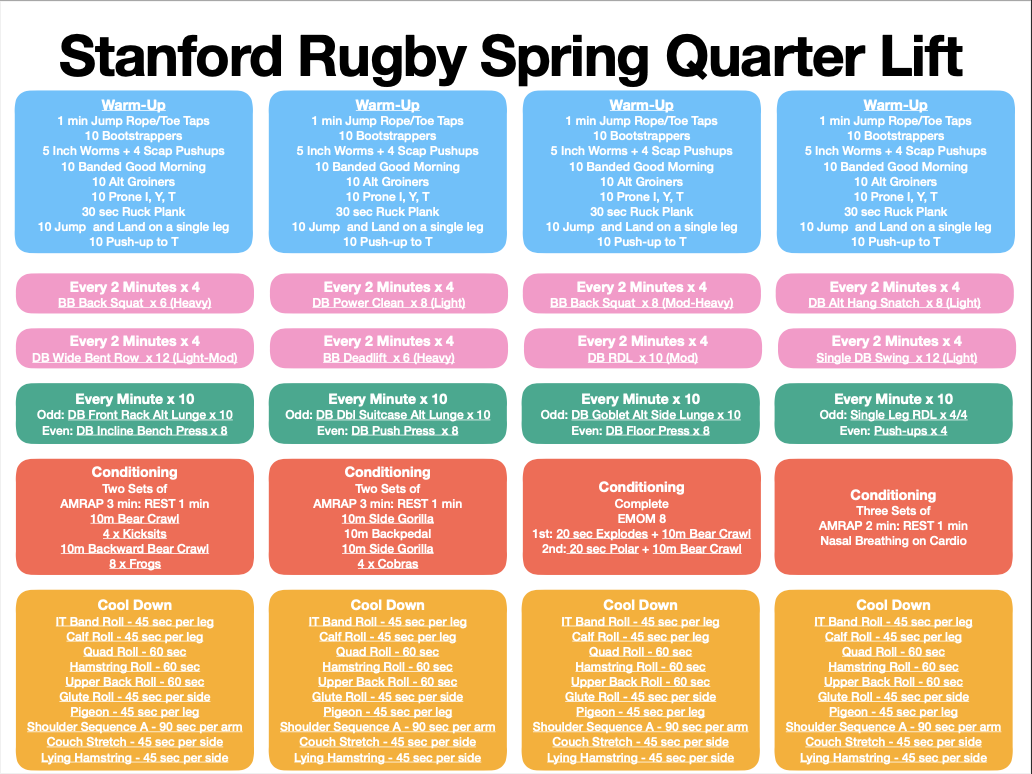 Stanford Rugby Spring Quarter Lift
Warm-Up
1 min Jump Rope/Toe Taps
10 Bootstrappers
5 Inch Worms + 4 Scap Pushups
10 Banded Good Morning
10 Alt Groiners
10 Prone I, Y, T
30 sec Ruck Plank
10 Jump  and Land on a single leg
10 Push-up to T
Warm-Up
1 min Jump Rope/Toe Taps
10 Bootstrappers
5 Inch Worms + 4 Scap Pushups
10 Banded Good Morning
10 Alt Groiners
10 Prone I, Y, T
30 sec Ruck Plank
10 Jump  and Land on a single leg
10 Push-up to T
Warm-Up
1 min Jump Rope/Toe Taps
10 Bootstrappers
5 Inch Worms + 4 Scap Pushups
10 Banded Good Morning
10 Alt Groiners
10 Prone I, Y, T
30 sec Ruck Plank
10 Jump  and Land on a single leg
10 Push-up to T
Warm-Up
1 min Jump Rope/Toe Taps
10 Bootstrappers
5 Inch Worms + 4 Scap Pushups
10 Banded Good Morning
10 Alt Groiners
10 Prone I, Y, T
30 sec Ruck Plank
10 Jump  and Land on a single leg
10 Push-up to T
Every 2 Minutes x 4
BB Back Squat  x 6 (Heavy)
Every 2 Minutes x 4
DB Power Clean  x 8 (Light)
Every 2 Minutes x 4
BB Back Squat  x 8 (Mod-Heavy)
Every 2 Minutes x 4
DB Alt Hang Snatch  x 8 (Light)
Every 2 Minutes x 4
DB Wide Bent Row  x 12 (Light-Mod)
Every 2 Minutes x 4
BB Deadlift  x 6 (Heavy)
Every 2 Minutes x 4
DB RDL  x 10 (Mod)
Every 2 Minutes x 4
Single DB Swing  x 12 (Light)
Every Minute x 10
Odd: DB Front Rack Alt Lunge x 10
Even: DB Incline Bench Press x 8
Every Minute x 10
Odd: DB Dbl Suitcase Alt Lunge x 10
Even: DB Push Press  x 8
Every Minute x 10
Odd: DB Goblet Alt Side Lunge x 10
Even: DB Floor Press x 8
Every Minute x 10
Odd: Single Leg RDL x 4/4
Even: Push-ups x 4
Conditioning
Two Sets of
AMRAP 3 min: REST 1 min
10m Bear Crawl
4 x Kicksits
10m Backward Bear Crawl
8 x Frogs
Conditioning
Two Sets of
AMRAP 3 min: REST 1 min
10m Side Gorilla
10m Backpedal
10m Side Gorilla
4 x Cobras
Conditioning
Complete
EMOM 8
1st: 20 sec Explodes + 10m Bear Crawl
2nd: 20 sec Polar + 10m Bear Crawl
Conditioning
Three Sets of
AMRAP 2 min: REST 1 min
Nasal Breathing on Cardio
Cool Down
IT Band Roll - 45 sec per leg
Calf Roll - 45 sec per leg
Quad Roll - 60 sec
Hamstring Roll - 60 sec
Upper Back Roll - 60 sec
Glute Roll - 45 sec per side
Pigeon - 45 sec per leg
Shoulder Sequence A - 90 sec per arm
Couch Stretch - 45 sec per side
Lying Hamstring - 45 sec per side
Cool Down
IT Band Roll - 45 sec per leg
Calf Roll - 45 sec per leg
Quad Roll - 60 sec
Hamstring Roll - 60 sec
Upper Back Roll - 60 sec
Glute Roll - 45 sec per side
Pigeon - 45 sec per leg
Shoulder Sequence A - 90 sec per arm
Couch Stretch - 45 sec per side
Lying Hamstring - 45 sec per side
Cool Down
IT Band Roll - 45 sec per leg
Calf Roll - 45 sec per leg
Quad Roll - 60 sec
Hamstring Roll - 60 sec
Upper Back Roll - 60 sec
Glute Roll - 45 sec per side
Pigeon - 45 sec per leg
Shoulder Sequence A - 90 sec per arm
Couch Stretch - 45 sec per side
Lying Hamstring - 45 sec per side
Cool Down
IT Band Roll - 45 sec per leg
Calf Roll - 45 sec per leg
Quad Roll - 60 sec
Hamstring Roll - 60 sec
Upper Back Roll - 60 sec
Glute Roll - 45 sec per side
Pigeon - 45 sec per leg
Shoulder Sequence A - 90 sec per arm
Couch Stretch - 45 sec per side
Lying Hamstring - 45 sec per side